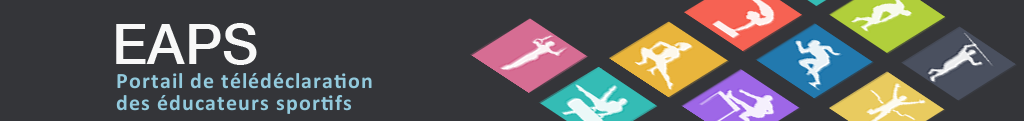 EAPS
Portail de télédéclaration
des éducateurs sportifs